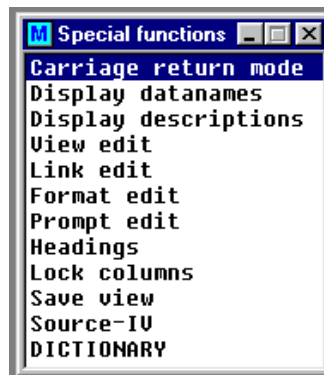 M Special functions
Carriage return mode
Display datanames
Display descriptions
View edit
Link edit
Format edit
Prompt edit
Headings
Lock columns
Save view
Source-IV
DICTIONARY